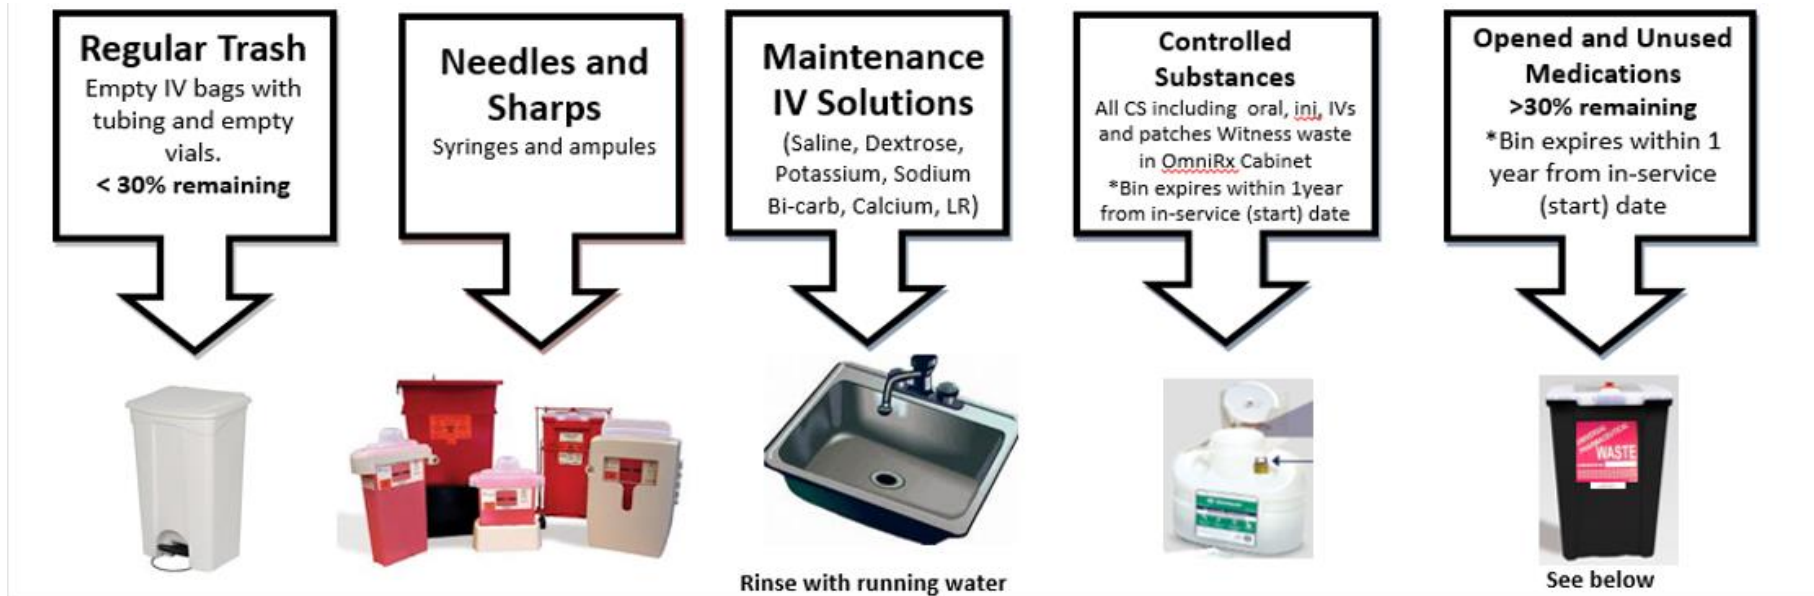 Regular Trash
Empty IV bags with
tubing and empty
vials.
< 30% remaining
Needles and
Sharps
Syringes and ampules
Maintenance
IV Solutions
(Saline, Dextrose,
Potassium, Sodium
Bi-carb, Calcium, LR)
Controlled
Substances
All CS including oral, inj, IVs
and patches Witness waste
in OmniRx Cabinet
*Bin expires within 1year
from in-service (start) date
Opened and Unused
Medications
>30% remaining
*Bin expires within 1
year from in-service
(start) date
WASTE
Rinse with running water
See below